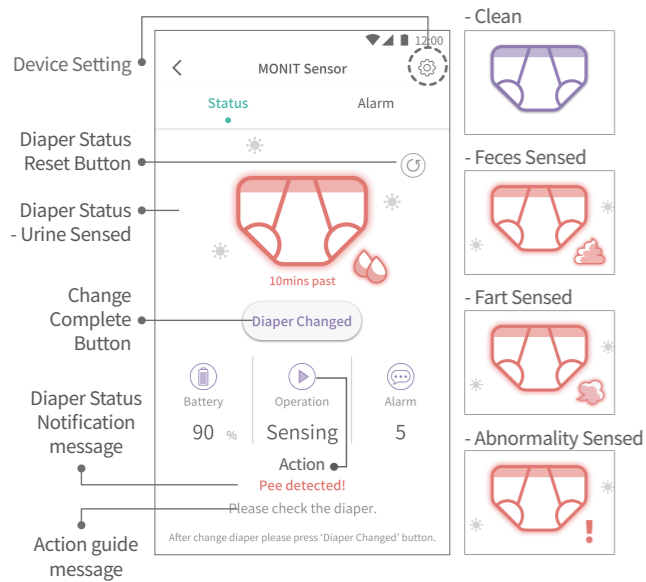 Device Setting
12:00
MONIT Sensor
Status
Alarm
Diaper Status
Reset Button
Diaper Status
- Urine Sensed
10mins past
Change
Complete
Button
Diaper Changed
Battery
Operation
Alarm
90 %
Sensing
5
Diaper Status
Notification
message
Action
Pee detected!
Please check the diaper.
After change diaper please press 'Diaper Changed' button.
Action guide
message
- Clean
- Feces Sensed
- Fart Sensed
- Abnormality Sensed
!